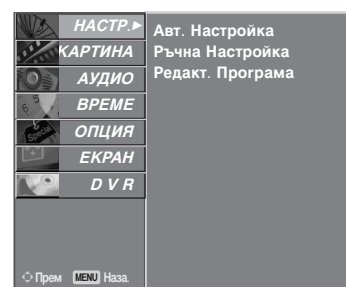 НАСТР.
КАРТИНА
АУДИО
ВРЕМЕ
ОПЦИЯ
ЕКРАН
D V R
Авт. Настройка
Ръчна Настройка
Редакт. Програма
Прем MENU Наза.